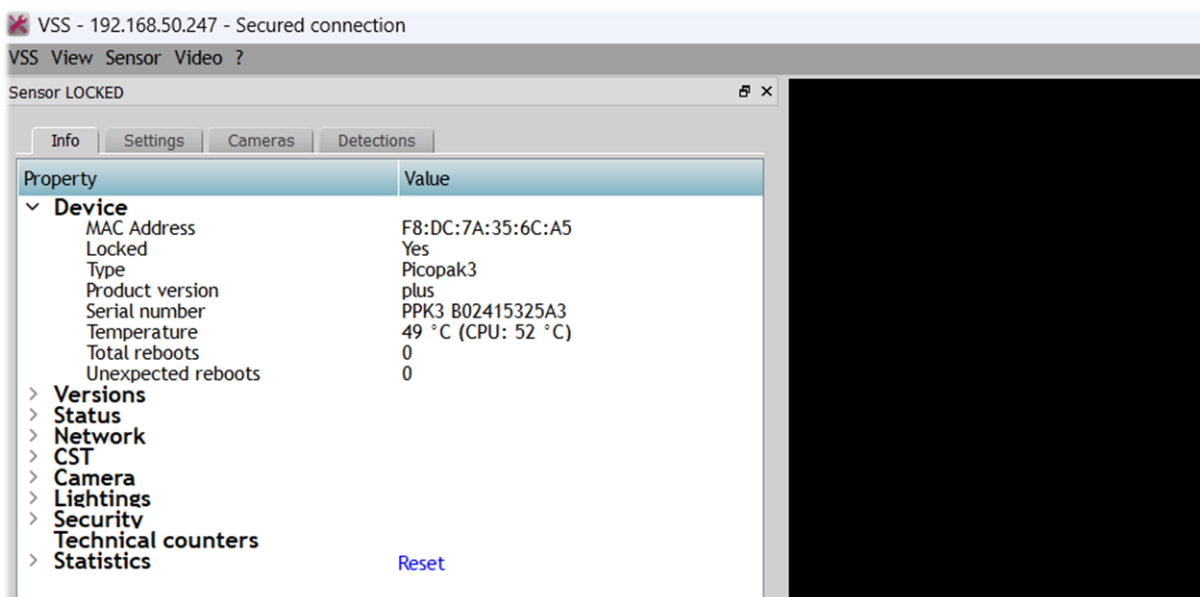 VSS - 192.168.50.247 - Secured connection
VSS View Sensor Video ?
Sensor LOCKED
Info Settings Cameras Detections
Property Value
Device
MAC Address F8:DC:7A:35:6C:A5
Locked Yes
Type Picopak3
Product version plus
Serial number PPK3 B02415325A3
Temperature 49 °C (CPU: 52 °C)
Total reboots 0
Unexpected reboots 0
Versions
Status
Network
CST
Camera
Lightings
Security
Technical counters
Statistics Reset